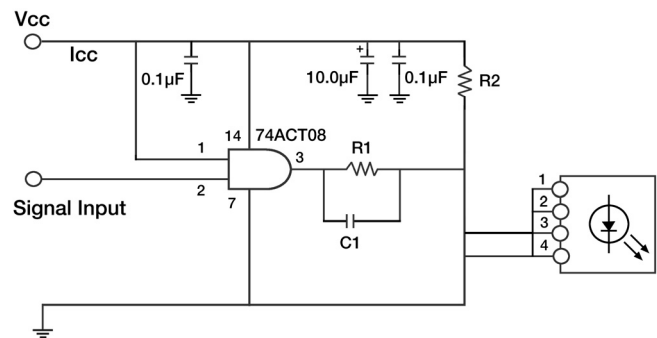 Vcc
Icc
0.1µF
+
10.0µF
0.1µF
R2
14
74ACT08
1
3
R1
2
7
Signal Input
C1
1
2
3
4